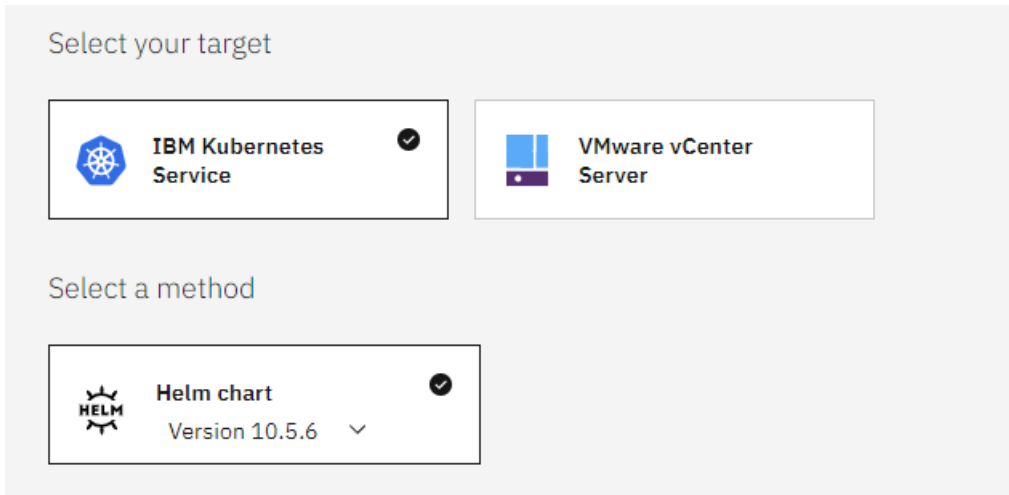 Select your target
IBM Kubernetes
Service
VMware vCenter
Server
Select a method
HELM
Helm chart
Version 10.5.6